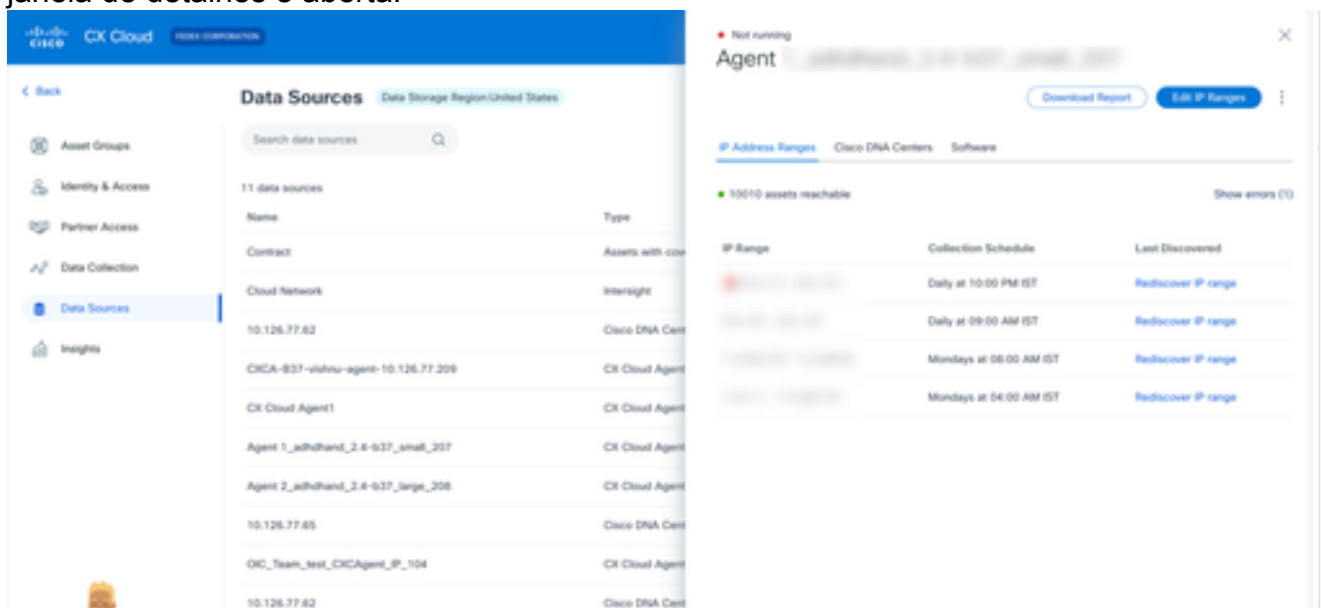 janela de detalhes é aberta.
CISCO CX Cloud FEDEX CORPORATION
Back
Data Sources Data Storage Region:United States
Search data sources
Asset Groups
Identity & Access
Partner Access
Data Collection
Data Sources
Insights
11 data sources
Name Type
Contract Assets with cov
Cloud Network Intersight
10.126.77.62 Cisco DNA Cent
CXCA-B37-vishnu-agent-10.126.77.209 CX Cloud Agent
CX Cloud Agent1 CX Cloud Agent
Agent 1_adhdhand_2.4-b37_small_207 CX Cloud Agent
Agent 2_adhdhand_2.4-b37_large_208 CX Cloud Agent
10.126.77.65 Cisco DNA Cent
OIC_Team_test_CXCAgent_IP_104 CX Cloud Agent
10.126.77.62 Cisco DNA Cent
Not running
Agent
Download Report Edit IP Ranges
IP Address Ranges Cisco DNA Centers Software
10010 assets reachable Show errors (1)
IP Range Collection Schedule Last Discovered
Daily at 10:00 PM IST Rediscover IP range
Daily at 09:00 AM IST Rediscover IP range
Mondays at 08:00 AM IST Rediscover IP range
Mondays at 04:00 AM IST Rediscover IP range